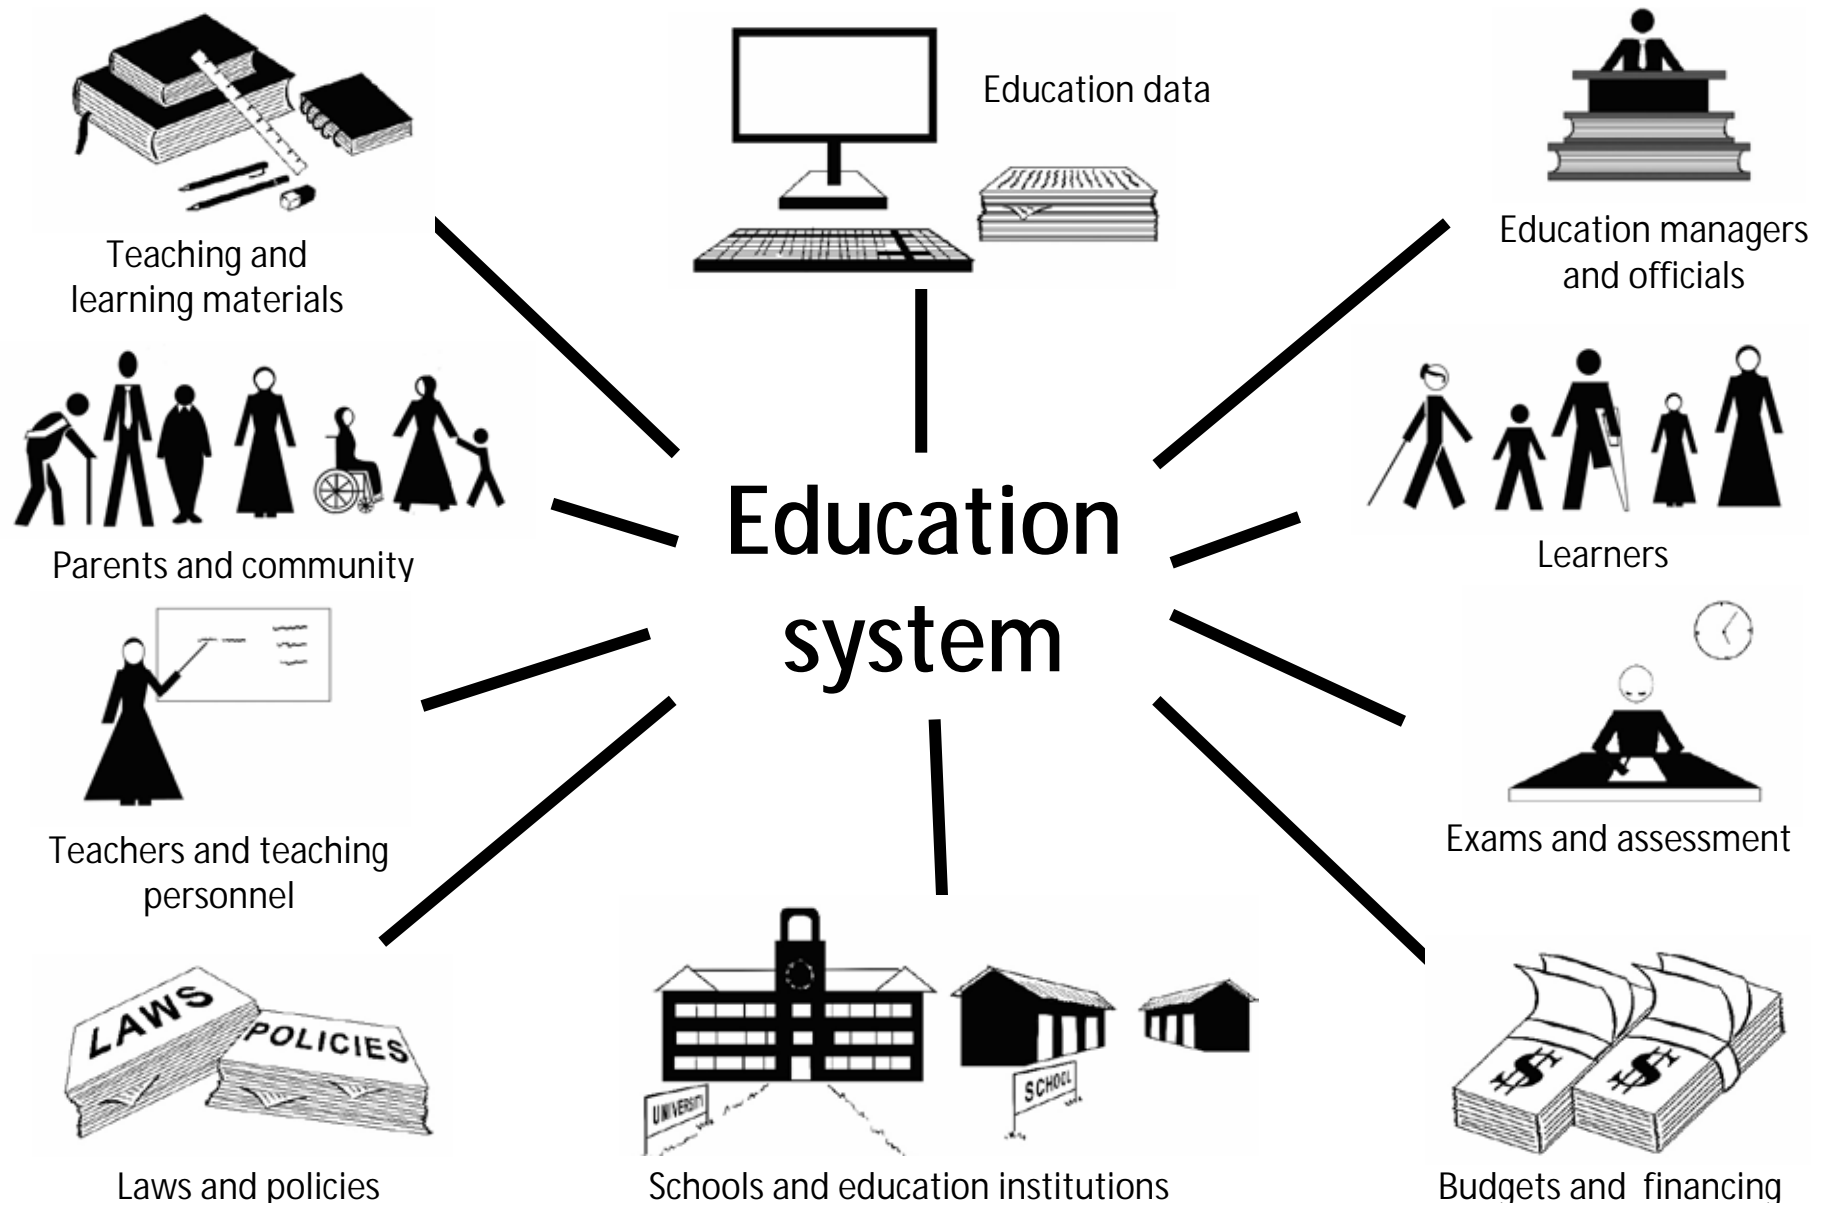 Education data
Education managers
and officials
Teaching and
learning materials
Parents and community
Education
system
Learners
Teachers and teaching
personnel
Exams and assessment
LAWS
POLICIES
Laws and policies
UNIVERSITY
SCHOOL
Schools and education institutions
$
$
Budgets and financing